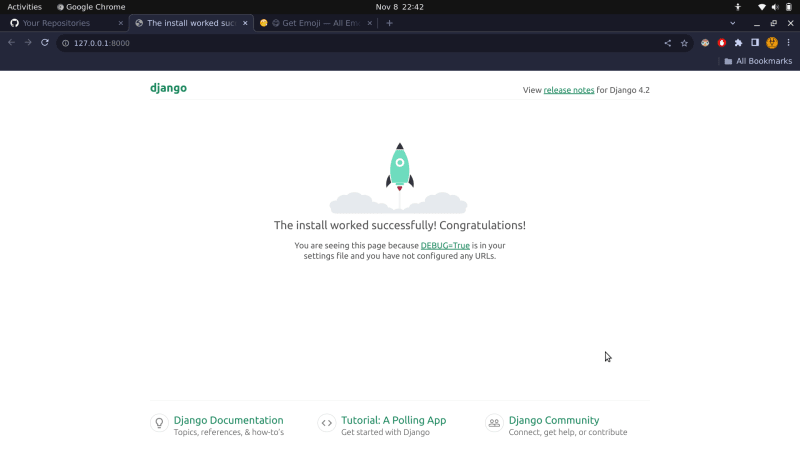 Activities Google Chrome Nov 8 22:42
Your Repositories The install worked suc 😊 Get Emoji — All Em
127.0.0.1:8000
All Bookmarks
django View release notes for Django 4.2
The install worked successfully! Congratulations!
You are seeing this page because DEBUG=True is in your
settings file and you have not configured any URLs.
Django Documentation Tutorial: A Polling App Django Community
Topics, references, & how-to's Get started with Django Connect, get help, or contribute